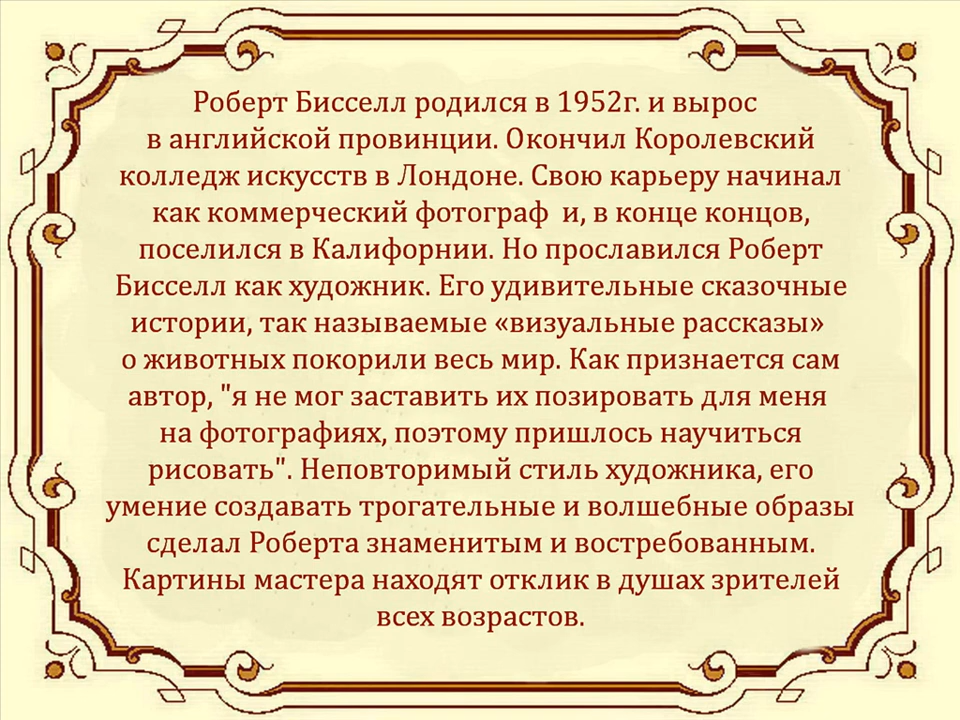 Роберт Бисселл родился в 1952г. и вырос
в английской провинции. Окончил Королевский
колледж искусств в Лондоне. Свою карьеру начинал
как коммерческий фотограф и, в конце концов,
поселился в Калифорнии. Но прославился Роберт
Бисселл как художник. Его удивительные сказочные
истории, так называемые «визуальные рассказы»
о животных покорили весь мир. Как признается сам
автор, "я не мог заставить их позировать для меня
на фотографиях, поэтому пришлось научиться
рисовать". Неповторимый стиль художника, его
умение создавать трогательные и волшебные образы
сделал Роберта знаменитым и востребованным.
Картины мастера находят отклик в душах зрителей
всех возрастов.